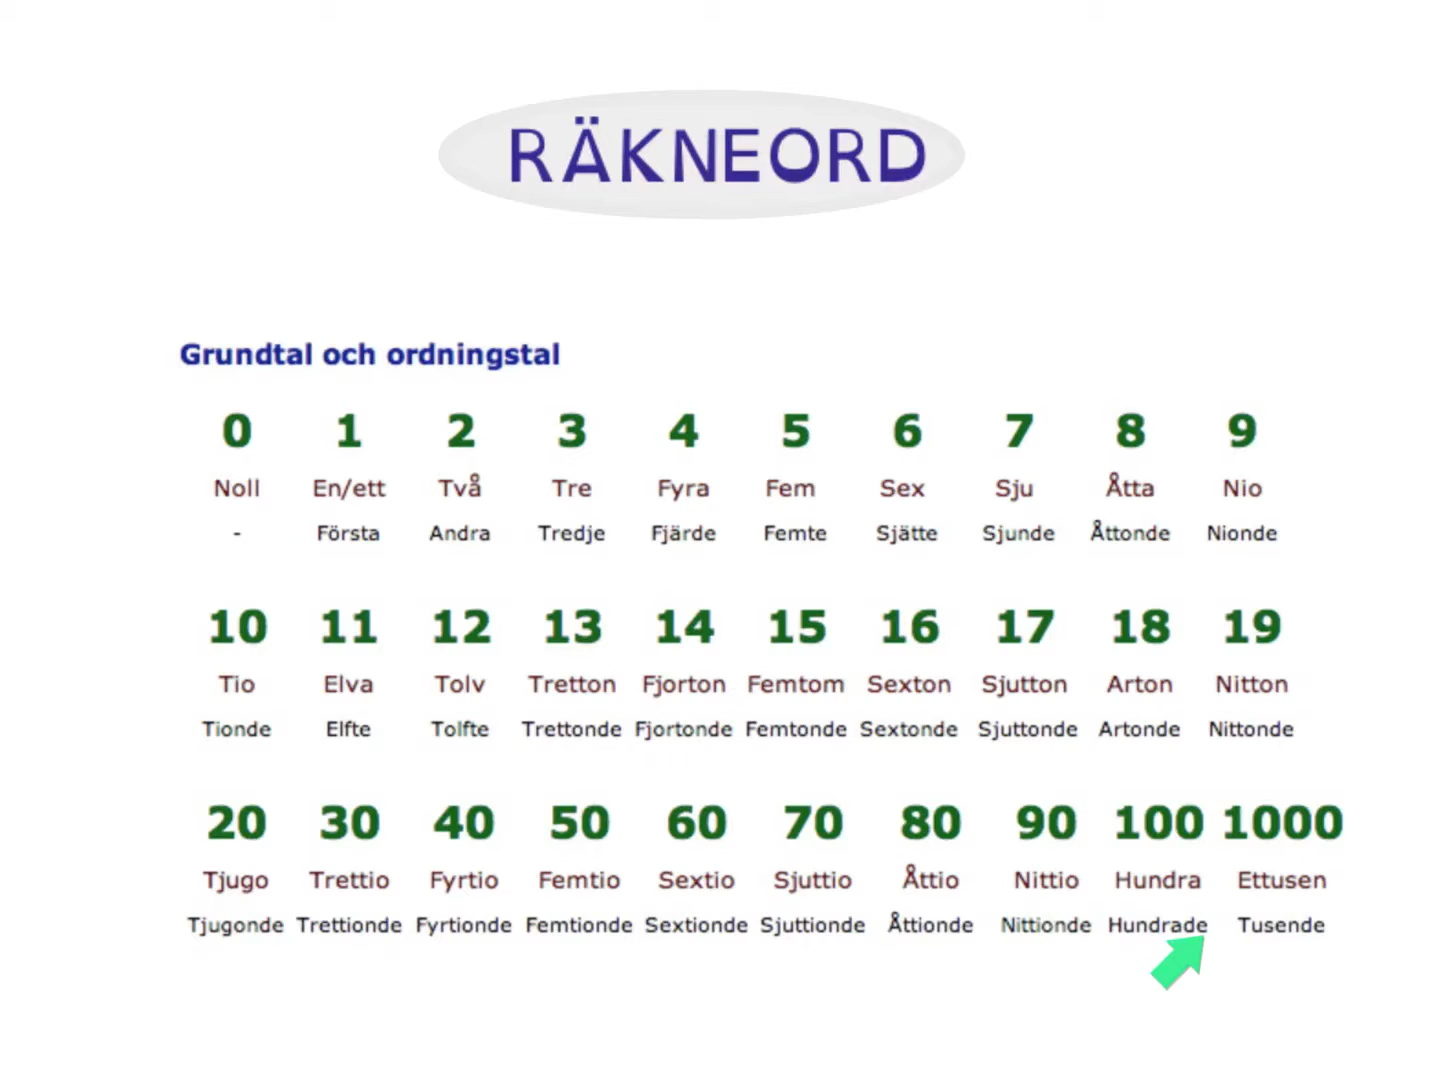 RÄKNEORD
Grundtal och ordningstal
0 1 2 3 4 5 6 7 8 9
Noll En/ett Två Tre Fyra Fem Sex Sju Åtta Nio
- Första Andra Tredje Fjärde Femte Sjätte Sjunde Åttonde Nionde
10 11 12 13 14 15 16 17 18 19
Tio Elva Tolv Tretton Fjorton Femtom Sexton Sjutton Arton Nitton
Tionde Elfte Tolfte Trettonde Fjortonde Femtonde Sextonde Sjuttonde Artonde Nittonde
20 30 40 50 60 70 80 90 100 1000
Tjugo Trettio Fyrtio Femtio Sextio Sjuttio Åttio Nittio Hundra Ettusen
Tjugonde Trettionde Fyrtionde Femtionde Sextionde Sjuttionde Åttionde Nittionde Hundrade Tusende